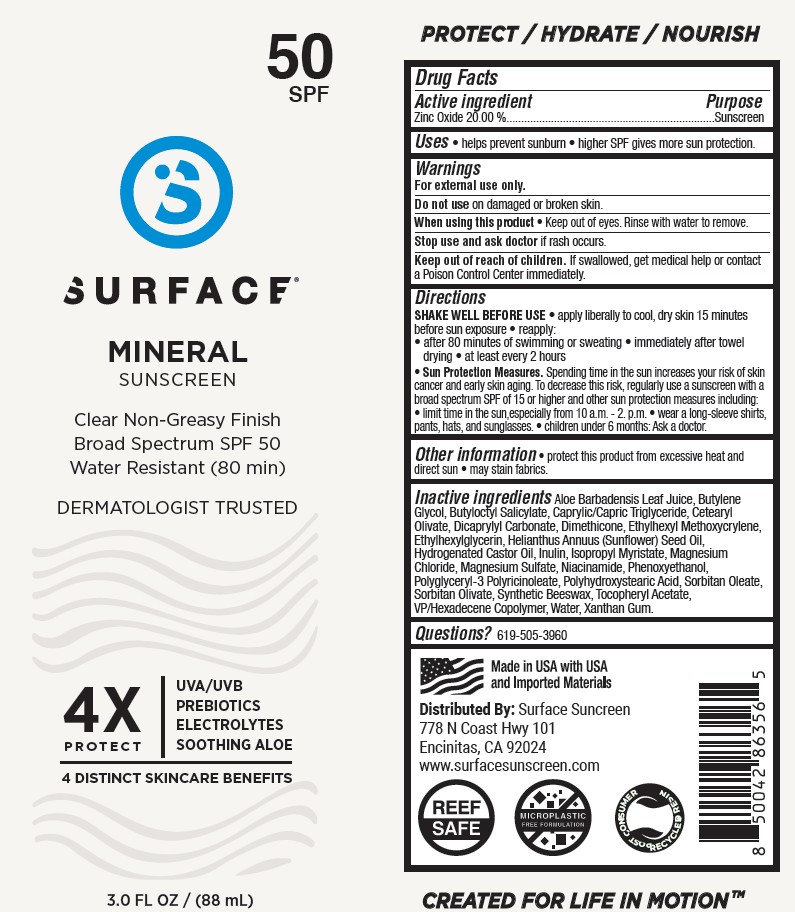 50
SPF
S
SURFACE®
MINERAL
SUNSCREEN
Clear Non-Greasy Finish
Broad Spectrum SPF 50
Water Resistant (80 min)
DERMATOLOGIST TRUSTED
4X
PROTECT
UVA/UVB
PREBIOTICS
ELECTROLYTES
SOOTHING ALOE
4 DISTINCT SKINCARE BENEFITS
3.0 FL OZ / (88 mL)
PROTECT / HYDRATE / NOURISH
Drug Facts
Active ingredient Purpose
Zinc Oxide 20.00 %......................................................................Sunscreen
Uses • helps prevent sunburn • higher SPF gives more sun protection.
Warnings
For external use only.
Do not use on damaged or broken skin.
When using this product • Keep out of eyes. Rinse with water to remove.
Stop use and ask doctor if rash occurs.
Keep out of reach of children. If swallowed, get medical help or contact
a Poison Control Center immediately.
Directions
SHAKE WELL BEFORE USE • apply liberally to cool, dry skin 15 minutes
before sun exposure • reapply:
• after 80 minutes of swimming or sweating • immediately after towel
drying • at least every 2 hours
• Sun Protection Measures. Spending time in the sun increases your risk of skin
cancer and early skin aging. To decrease this risk, regularly use a sunscreen with a
broad spectrum SPF of 15 or higher and other sun protection measures including:
• limit time in the sun,especially from 10 a.m. - 2. p.m. • wear a long-sleeve shirts,
pants, hats, and sunglasses. • children under 6 months: Ask a doctor.
Other information • protect this product from excessive heat and
direct sun • may stain fabrics.
Inactive ingredients Aloe Barbadensis Leaf Juice, Butylene
Glycol, Butyloctyl Salicylate, Caprylic/Capric Triglyceride, Cetearyl
Olivate, Dicaprylyl Carbonate, Dimethicone, Ethylhexyl Methoxycrylene,
Ethylhexylglycerin, Helianthus Annuus (Sunflower) Seed Oil,
Hydrogenated Castor Oil, Inulin, Isopropyl Myristate, Magnesium
Chloride, Magnesium Sulfate, Niacinamide, Phenoxyethanol,
Polyglyceryl-3 Polyricinoleate, Polyhydroxystearic Acid, Sorbitan Oleate,
Sorbitan Olivate, Synthetic Beeswax, Tocopheryl Acetate,
VP/Hexadecene Copolymer, Water, Xanthan Gum.
Questions? 619-505-3960
Made in USA with USA
and Imported Materials
Distributed By: Surface Suncreen
778 N Coast Hwy 101
Encinitas, CA 92024
www.surfacesunscreen.com
REEF
SAFE
MICROPLASTIC
FREE FORMULATION
POST CONSUMER
RECYCLED RESIN
8 50042 86356 5
CREATED FOR LIFE IN MOTION™